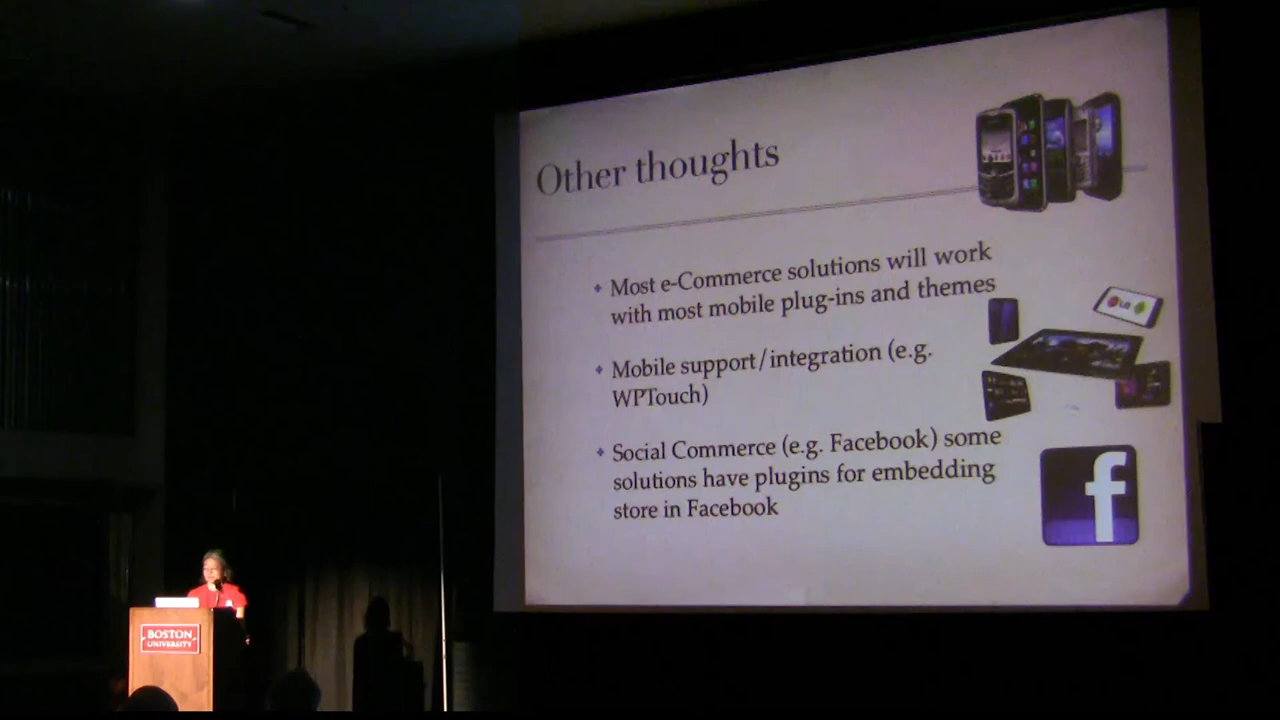 Other thoughts
Most e-Commerce solutions will work
with most mobile plug-ins and themes
Mobile support/integration (e.g.
WPTouch)
Social Commerce (e.g. Facebook) some
solutions have plugins for embedding
store in Facebook
LG
f
BOSTON
UNIVERSITY